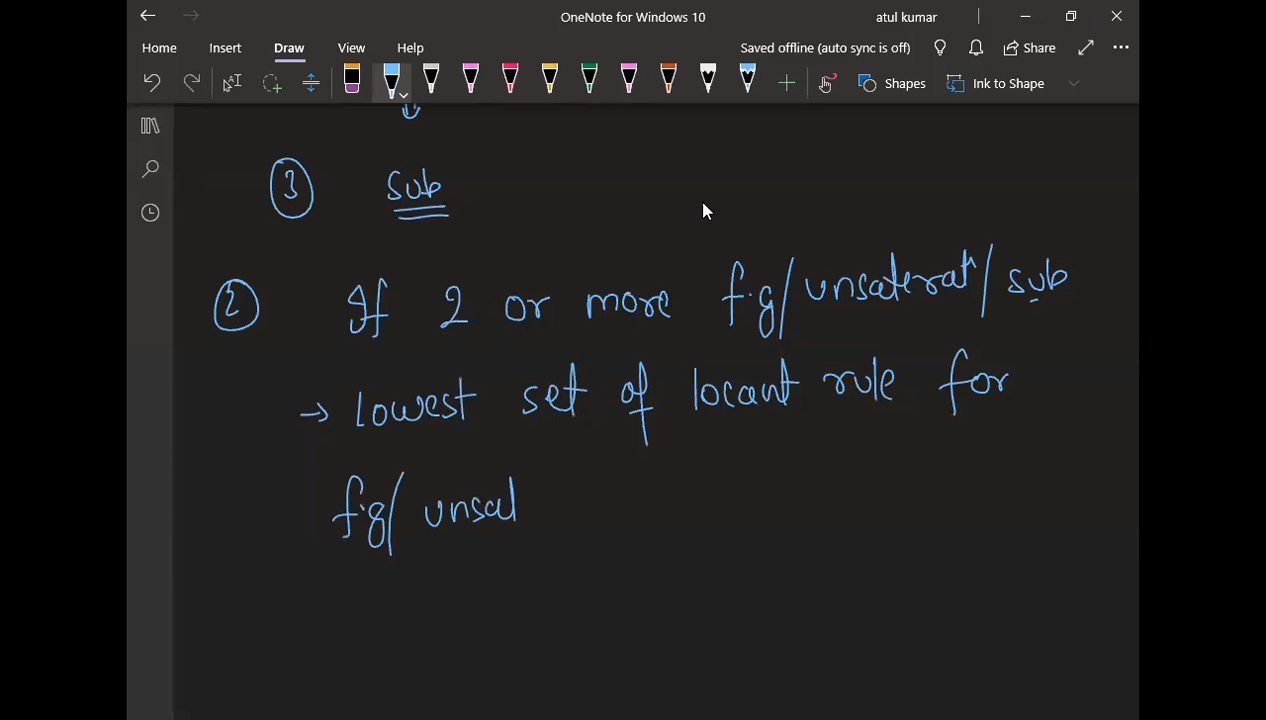 OneNote for Windows 10
atul kumar
Home Insert Draw View Help
Saved offline (auto sync is off)
Share
Shapes
Ink to Shape
3 Sub
2 If 2 or more f.g/unsaterat^n/sub
→ Lowest set of locant rule for
f.g/ unsat